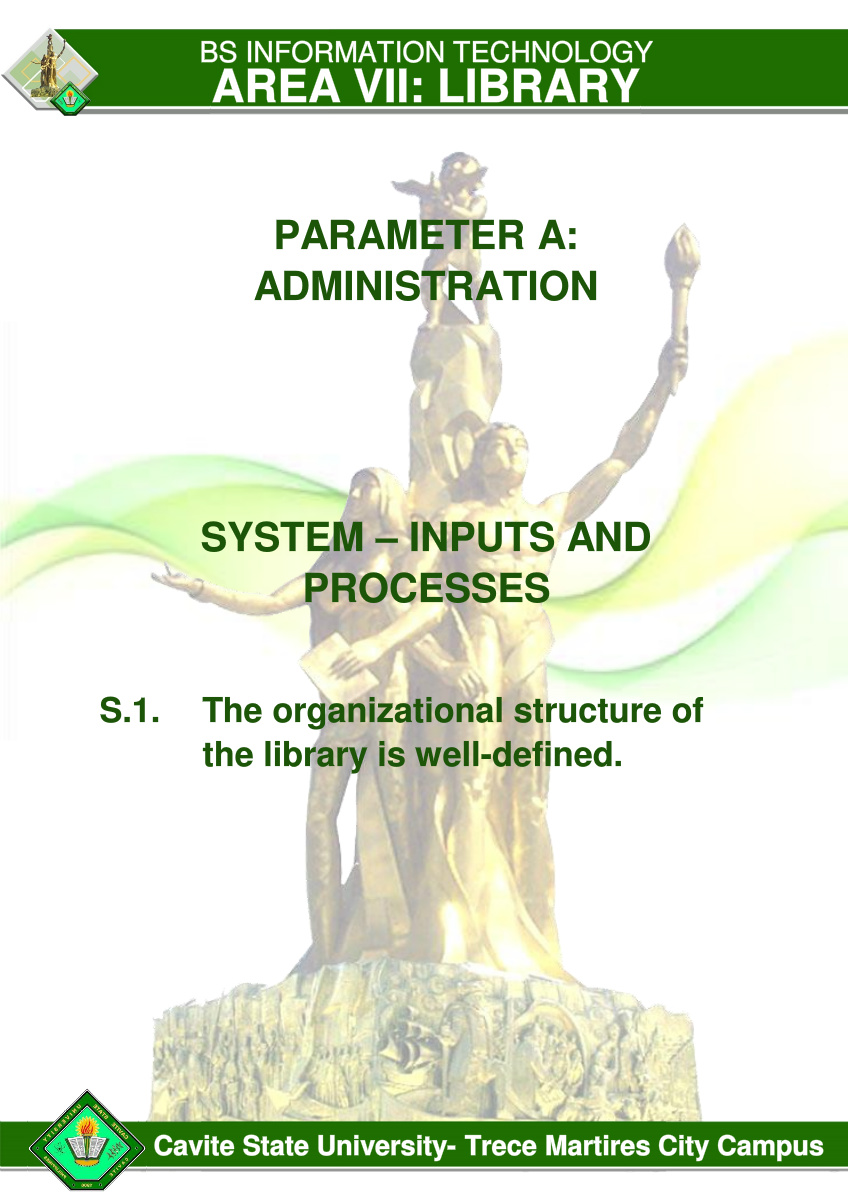 BS INFORMATION TECHNOLOGY
AREA VII: LIBRARY
PARAMETER A:
ADMINISTRATION
SYSTEM – INPUTS AND
PROCESSES
S.1. The organizational structure of
the library is well-defined.
Cavite State University- Trece Martires City Campus